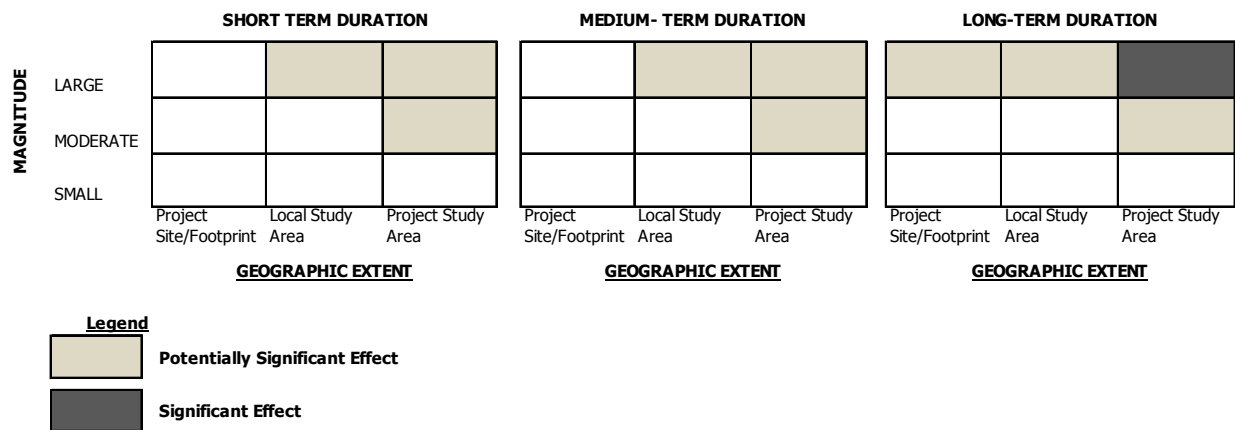 SHORT TERM DURATION
MEDIUM- TERM DURATION
LONG-TERM DURATION
MAGNITUDE
LARGE
MODERATE
SMALL
Project
Site/Footprint
Local Study
Area
Project Study
Area
Project
Site/Footprint
Local Study
Area
Project Study
Area
Project
Site/Footprint
Local Study
Area
Project Study
Area
GEOGRAPHIC EXTENT
GEOGRAPHIC EXTENT
GEOGRAPHIC EXTENT
Legend
Potentially Significant Effect
Significant Effect